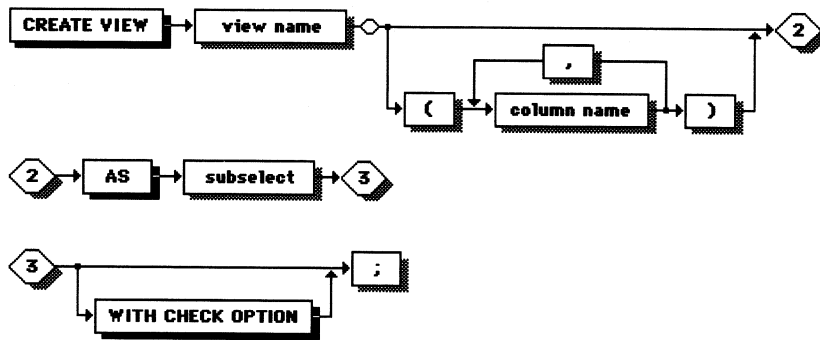 CREATE VIEW view name 2
,
( column name )
2 AS subselect 3
3 ;
WITH CHECK OPTION